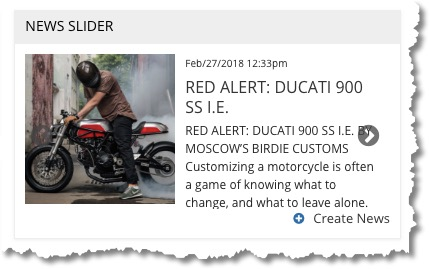 NEWS SLIDER
Feb/27/2018 12:33pm
RED ALERT: DUCATI 900
SS I.E.
RED ALERT: DUCATI 900 SS I.E. BY
MOSCOW'S BIRDIE CUSTOMS
Customizing a motorcycle is often
a game of knowing what to
change, and what to leave alone.
Create News